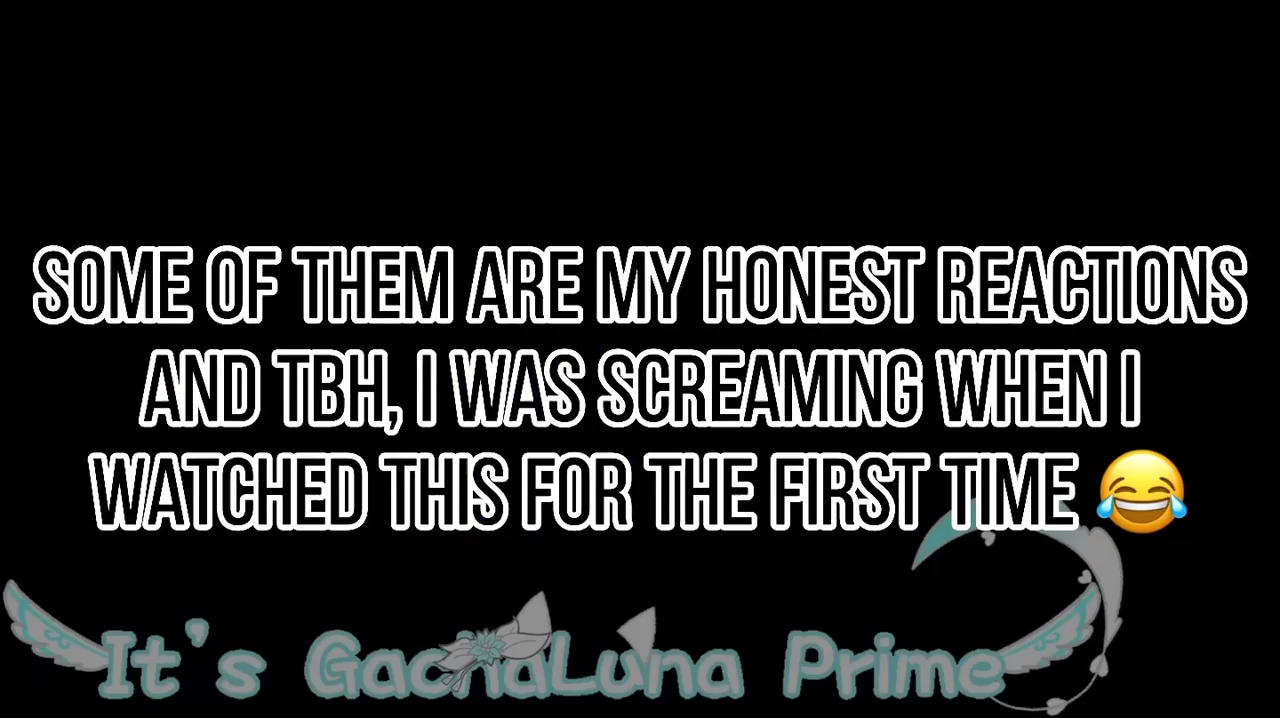 SOME OF THEM ARE MY HONEST REACTIONS
AND TBH, I WAS SCREAMING WHEN I
WATCHED THIS FOR THE FIRST TIME 😂
It's GachaLuna Prime